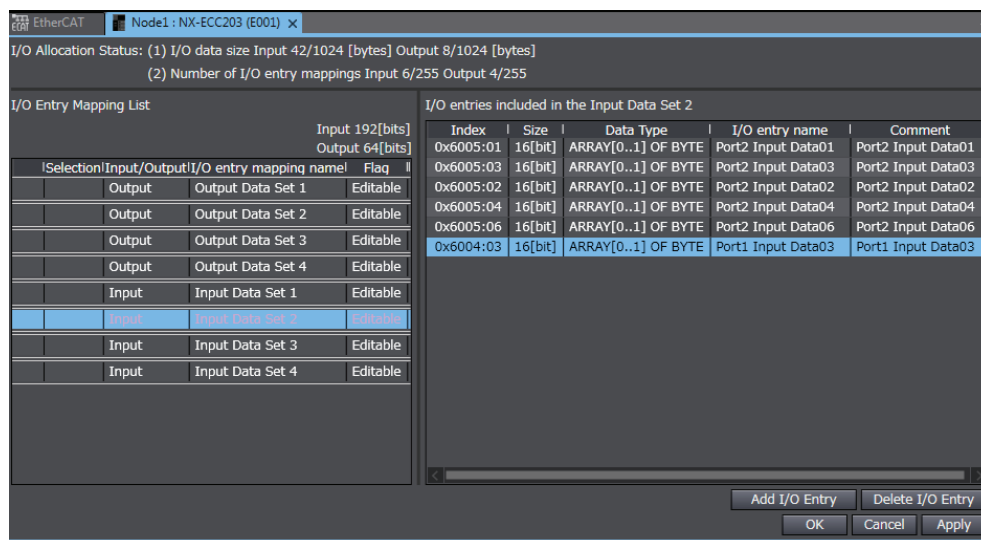 EtherCAT Node1 : NX-ECC203 (E001) ×
I/O Allocation Status: (1) I/O data size Input 42/1024 [bytes] Output 8/1024 [bytes]
(2) Number of I/O entry mappings Input 6/255 Output 4/255
I/O Entry Mapping List
Input 192[bits]
Output 64[bits]
Selection Input/Output I/O entry mapping name Flag
Output Output Data Set 1 Editable
Output Output Data Set 2 Editable
Output Output Data Set 3 Editable
Output Output Data Set 4 Editable
Input Input Data Set 1 Editable
Input Input Data Set 2 Editable
Input Input Data Set 3 Editable
Input Input Data Set 4 Editable
I/O entries included in the Input Data Set 2
Index Size Data Type I/O entry name Comment
0x6005:01 16[bit] ARRAY[0..1] OF BYTE Port2 Input Data01 Port2 Input Data01
0x6005:03 16[bit] ARRAY[0..1] OF BYTE Port2 Input Data03 Port2 Input Data03
0x6005:02 16[bit] ARRAY[0..1] OF BYTE Port2 Input Data02 Port2 Input Data02
0x6005:04 16[bit] ARRAY[0..1] OF BYTE Port2 Input Data04 Port2 Input Data04
0x6005:06 16[bit] ARRAY[0..1] OF BYTE Port2 Input Data06 Port2 Input Data06
0x6004:03 16[bit] ARRAY[0..1] OF BYTE Port1 Input Data03 Port1 Input Data03
Add I/O Entry Delete I/O Entry
OK Cancel Apply